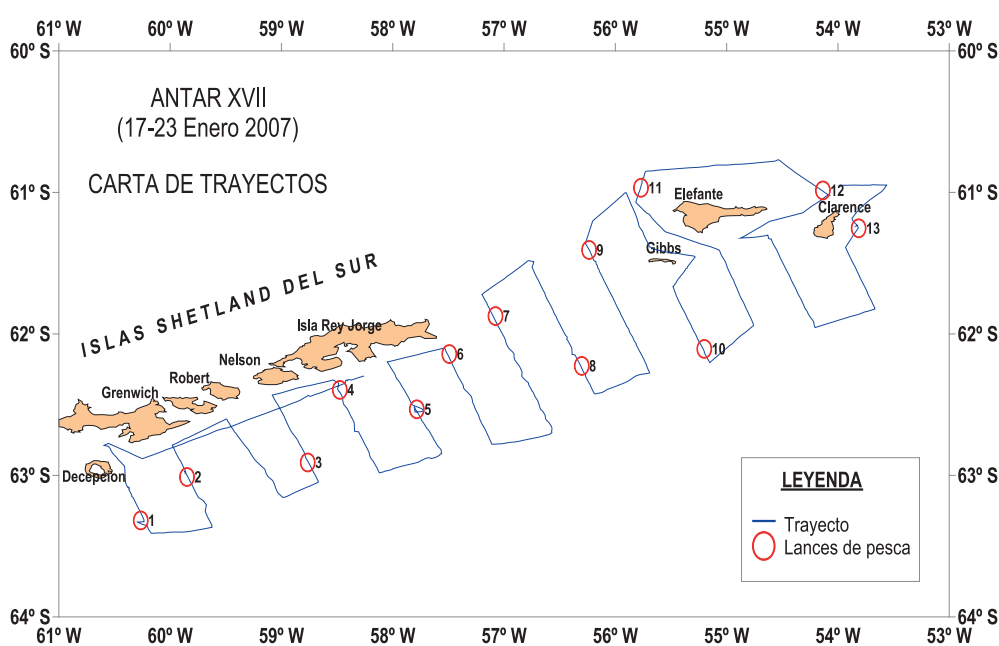 61º W 60º W 59º W 58º W 57º W 56º W 55º W 54º W 53º W
60º S 60º S
ANTAR XVII
(17-23 Enero 2007)
CARTA DE TRAYECTOS
61º S 61º S
11
Elefante
12
Clarence
13
9
Gibbs
ISLAS SHETLAND DEL SUR
62º S 62º S
Isla Rey Jorge
7
6
10
Nelson
8
Robert
4
Grenwich
5
3
63º S 63º S
Decepcion
2
1
LEYENDA
Trayecto
Lances de pesca
64º S 64º S
61º W 60º W 59º W 58º W 57º W 56º W 55º W 54º W 53º W